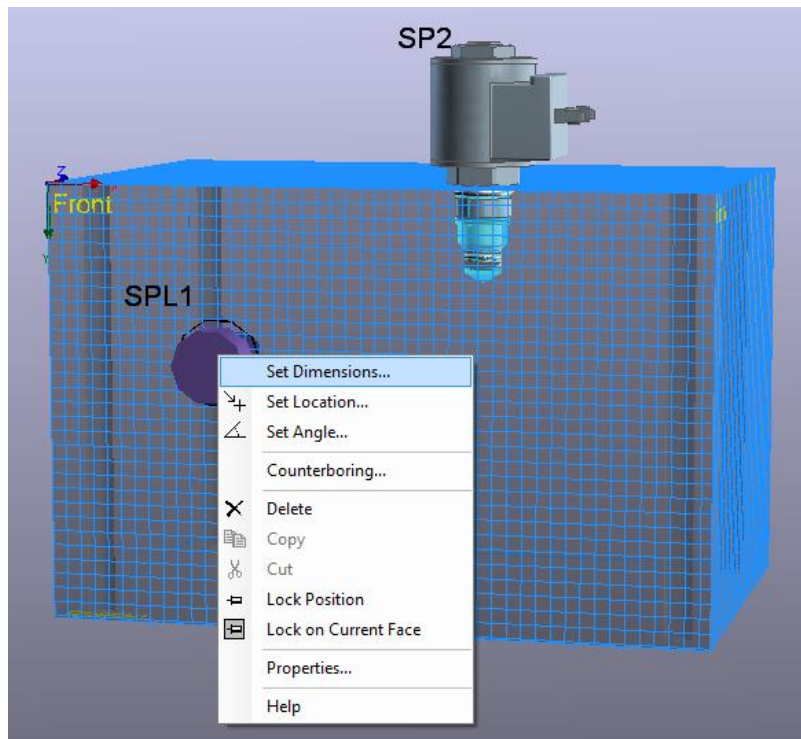 SP2
Z
Front
Y
SPL1
Set Dimensions...
Set Location...
Set Angle...
Counterboring...
Delete
Copy
Cut
Lock Position
Lock on Current Face
Properties...
Help